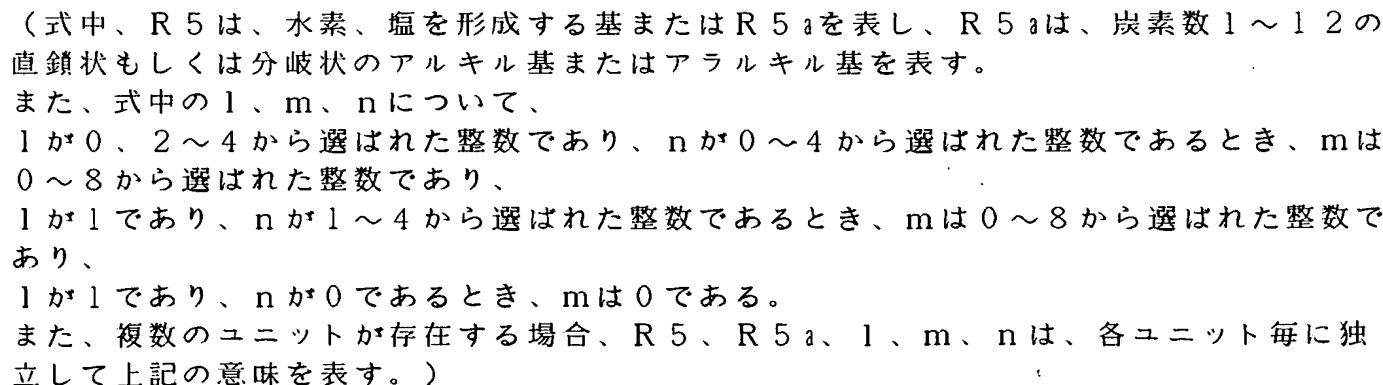 (式中、R5は、水素、塩を形成する基またはR5aを表し、R5aは、炭素数1～12の
直鎖状もしくは分岐状のアルキル基またはアラルキル基を表す。
また、式中のl、m、nについて、
lが0、2～4から選ばれた整数であり、nが0～4から選ばれた整数であるとき、mは
0～8から選ばれた整数であり、
lが1であり、nが1～4から選ばれた整数であるとき、mは0～8から選ばれた整数で
あり、
lが1であり、nが0であるとき、mは0である。
また、複数のユニットが存在する場合、R5、R5a、l、m、nは、各ユニット毎に独
立して上記の意味を表す。)